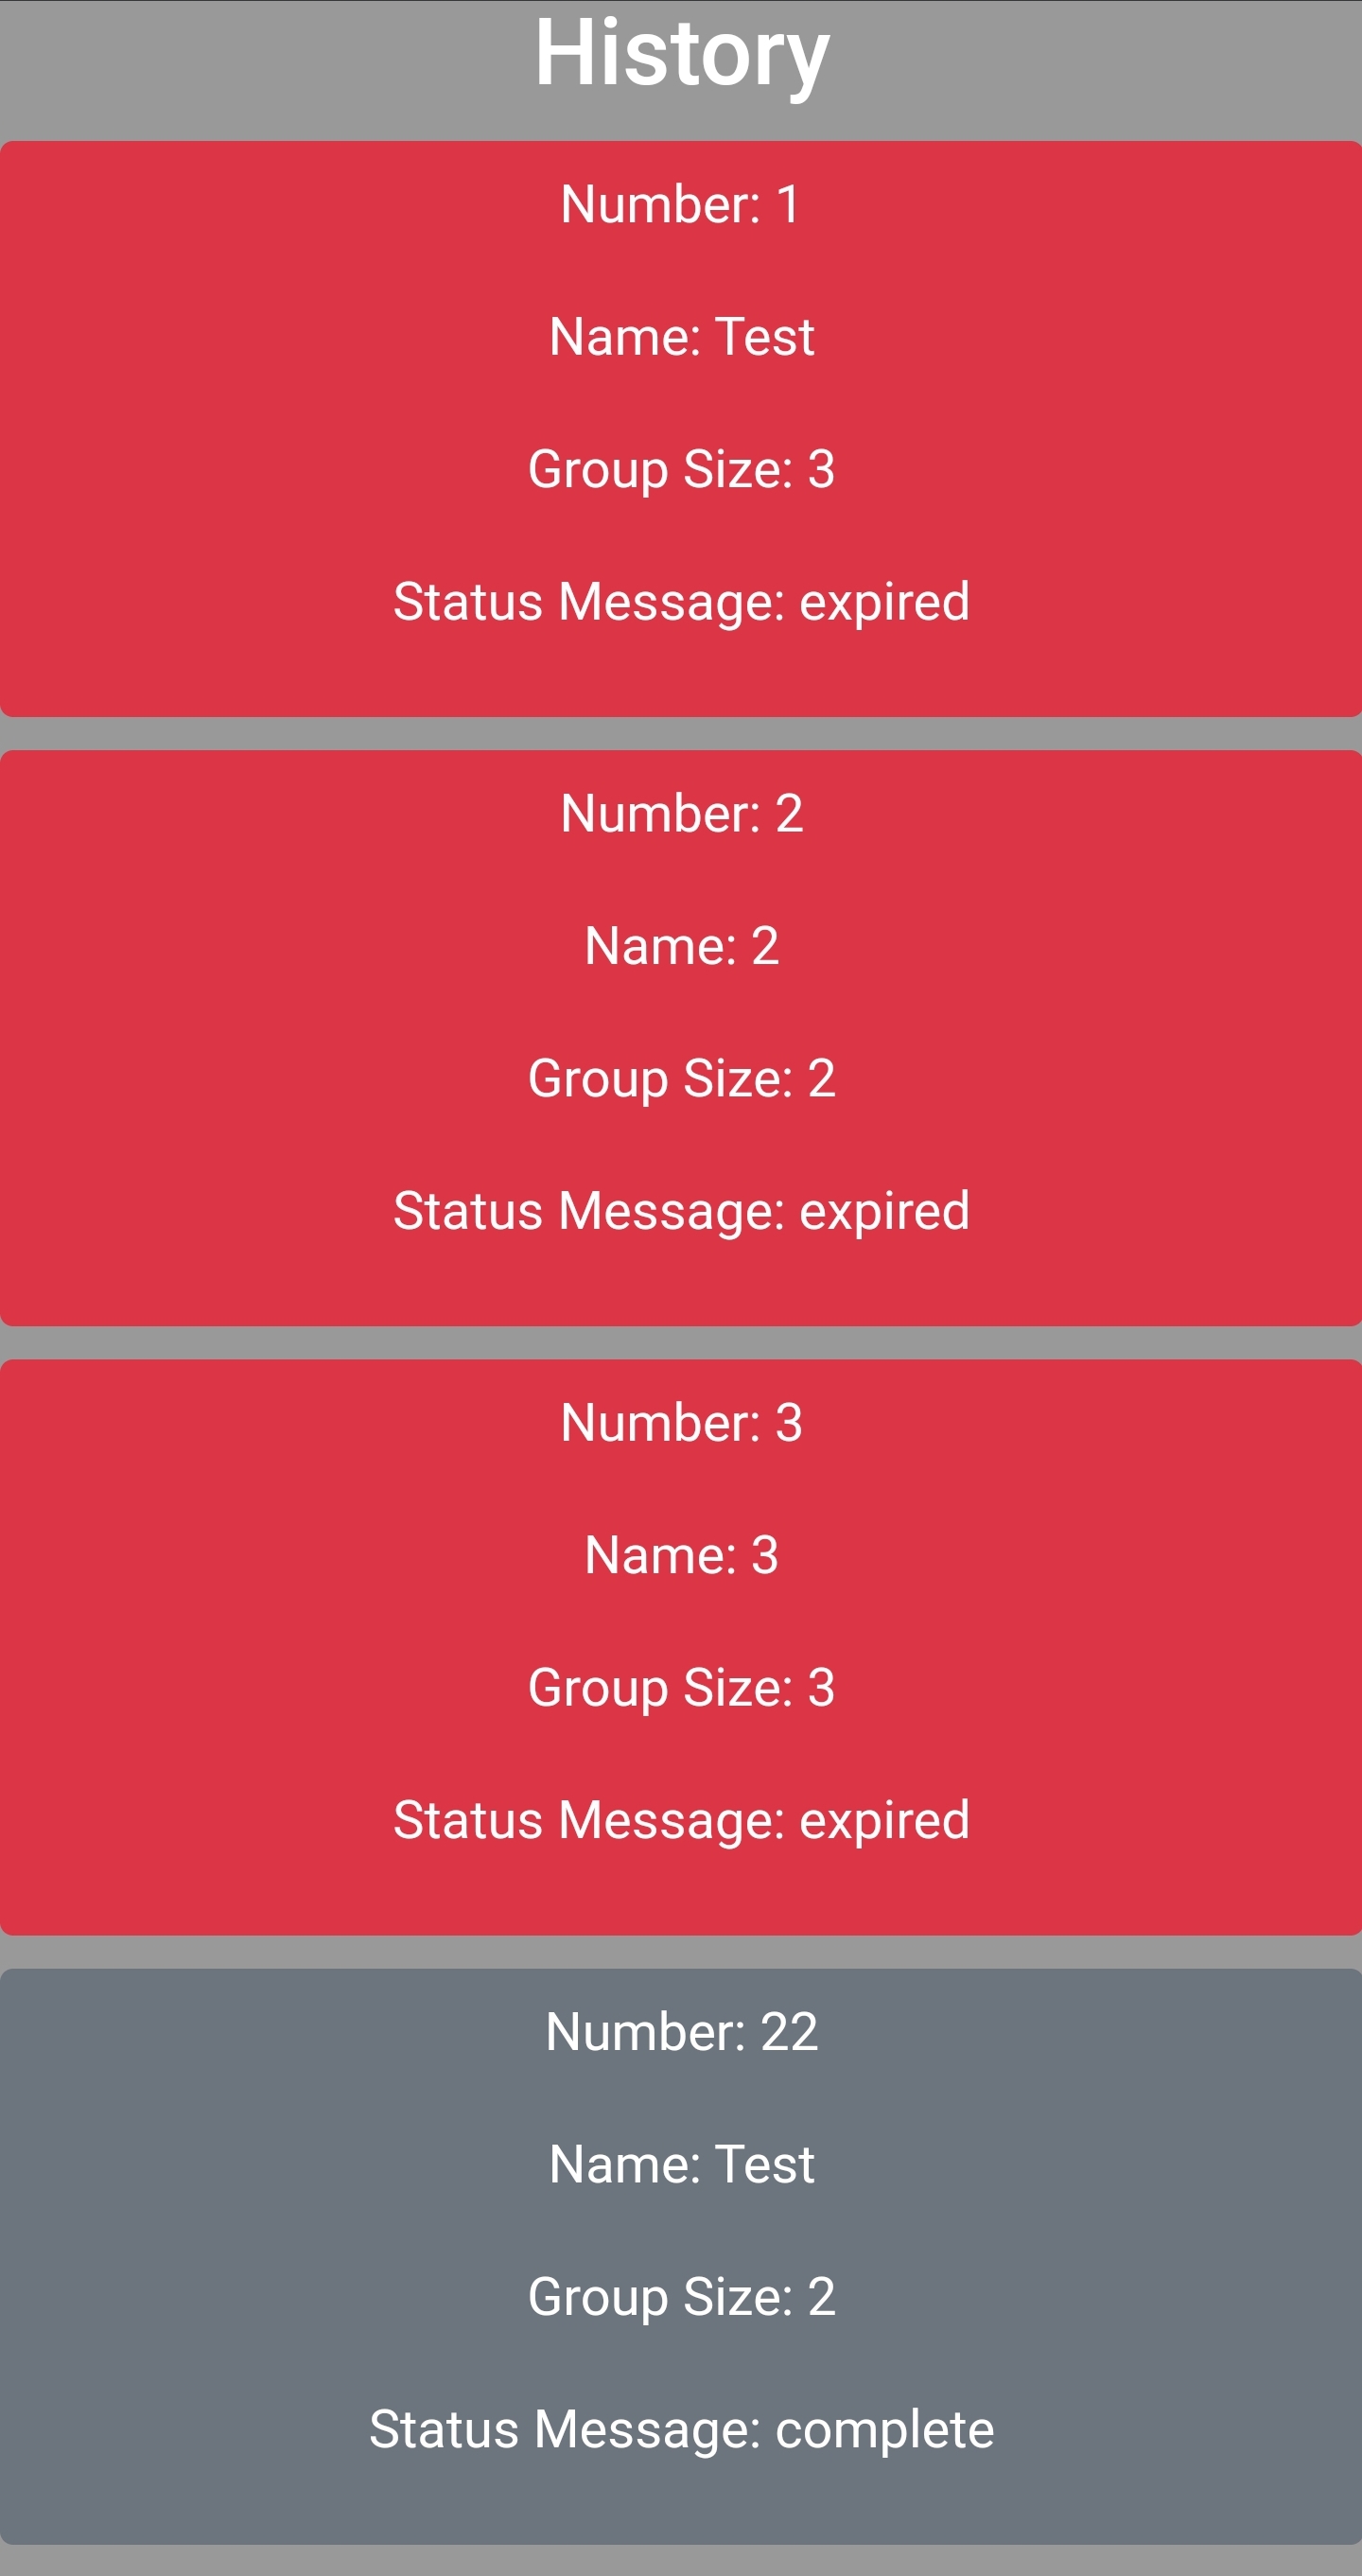 History
Number: 1
Name: Test
Group Size: 3
Status Message: expired
Number: 2
Name: 2
Group Size: 2
Status Message: expired
Number: 3
Name: 3
Group Size: 3
Status Message: expired
Number: 22
Name: Test
Group Size: 2
Status Message: complete